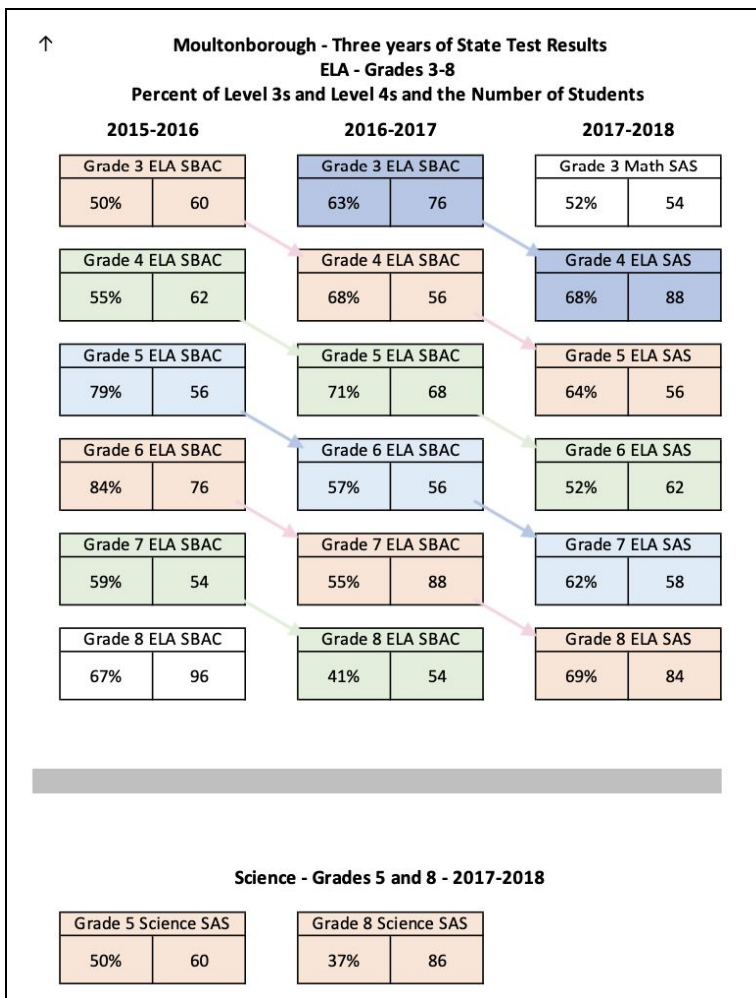 ↑
Moultonborough - Three years of State Test Results
ELA - Grades 3-8
Percent of Level 3s and Level 4s and the Number of Students
2015-2016 2016-2017 2017-2018
Grade 3 ELA SBAC Grade 3 ELA SBAC Grade 3 Math SAS
50% 60 63% 76 52% 54
Grade 4 ELA SBAC Grade 4 ELA SBAC Grade 4 ELA SAS
55% 62 68% 56 68% 88
Grade 5 ELA SBAC Grade 5 ELA SBAC Grade 5 ELA SAS
79% 56 71% 68 64% 56
Grade 6 ELA SBAC Grade 6 ELA SBAC Grade 6 ELA SAS
84% 76 57% 56 52% 62
Grade 7 ELA SBAC Grade 7 ELA SBAC Grade 7 ELA SAS
59% 54 55% 88 62% 58
Grade 8 ELA SBAC Grade 8 ELA SBAC Grade 8 ELA SAS
67% 96 41% 54 69% 84
Science - Grades 5 and 8 - 2017-2018
Grade 5 Science SAS Grade 8 Science SAS
50% 60 37% 86